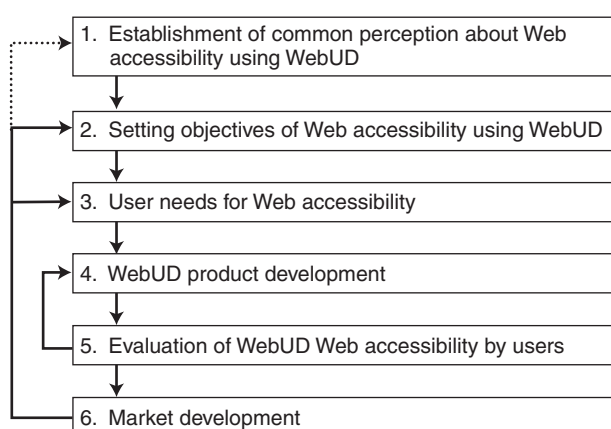 1. Establishment of common perception about Web
accessibility using WebUD
2. Setting objectives of Web accessibility using WebUD
3. User needs for Web accessibility
4. WebUD product development
5. Evaluation of WebUD Web accessibility by users
6. Market development